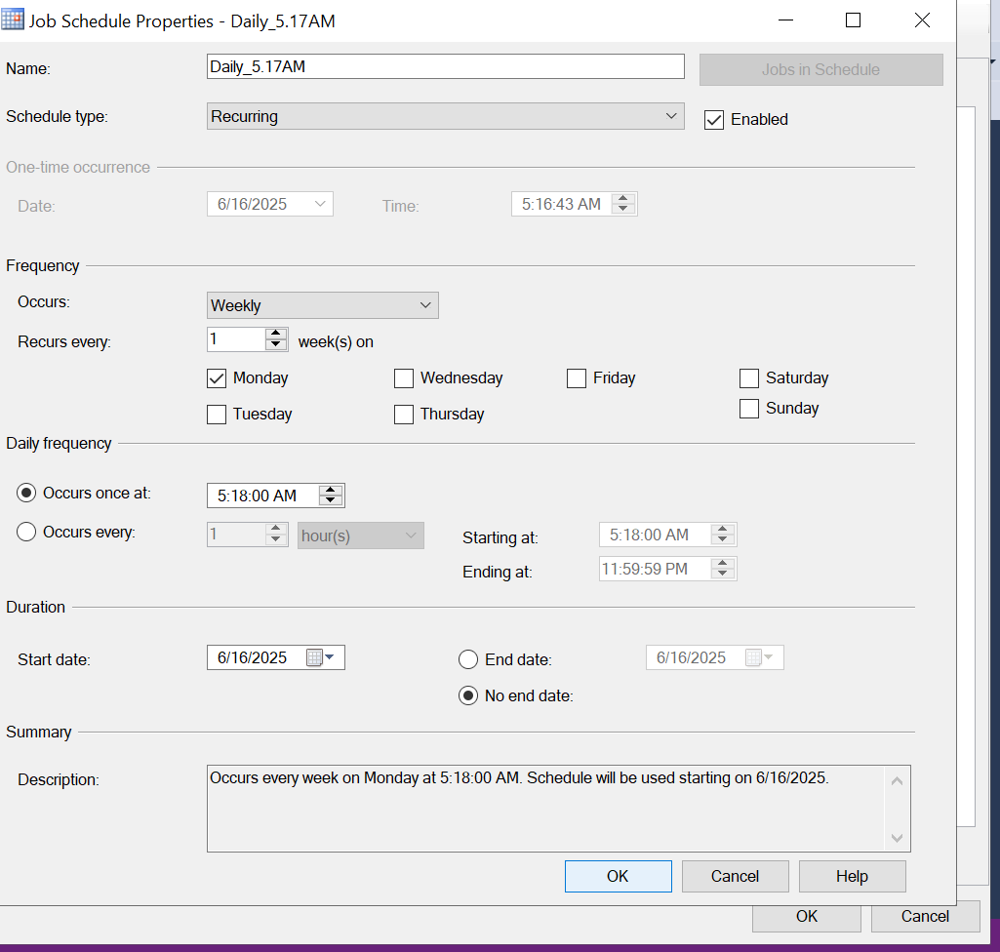 Job Schedule Properties - Daily_5.17AM
Name: Daily_5.17AM Jobs in Schedule
Schedule type: Recurring Enabled
One-time occurrence
Date: 6/16/2025 Time: 5:16:43 AM
Frequency
Occurs: Weekly
Recurs every: 1 week(s) on
Monday Wednesday Friday Saturday
Tuesday Thursday Sunday
Daily frequency
Occurs once at: 5:18:00 AM
Occurs every: 1 hour(s) Starting at: 5:18:00 AM
Ending at: 11:59:59 PM
Duration
Start date: 6/16/2025 End date: 6/16/2025
No end date:
Summary
Description: Occurs every week on Monday at 5:18:00 AM. Schedule will be used starting on 6/16/2025.
OK Cancel Help
OK Cancel